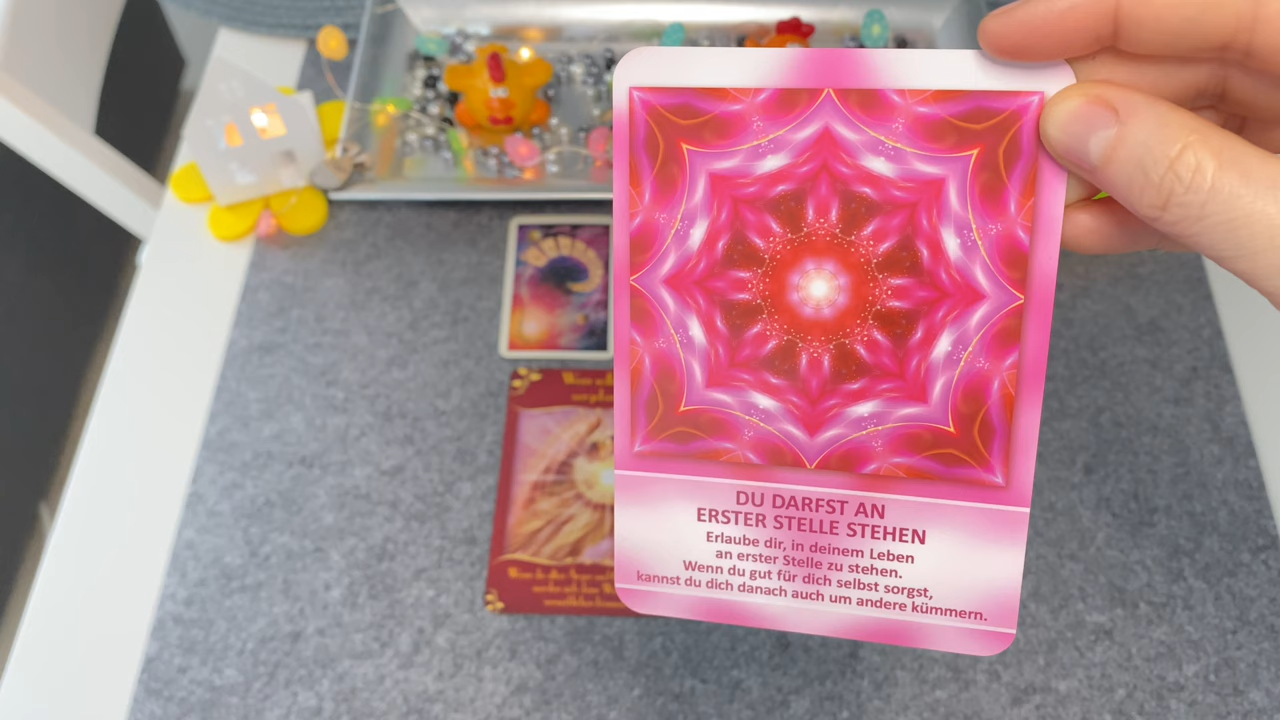 DU DARFST AN
ERSTER STELLE STEHEN
Erlaube dir, in deinem Leben
an erster Stelle zu stehen.
Wenn du gut für dich selbst sorgst,
kannst du dich danach auch um andere kümmern.